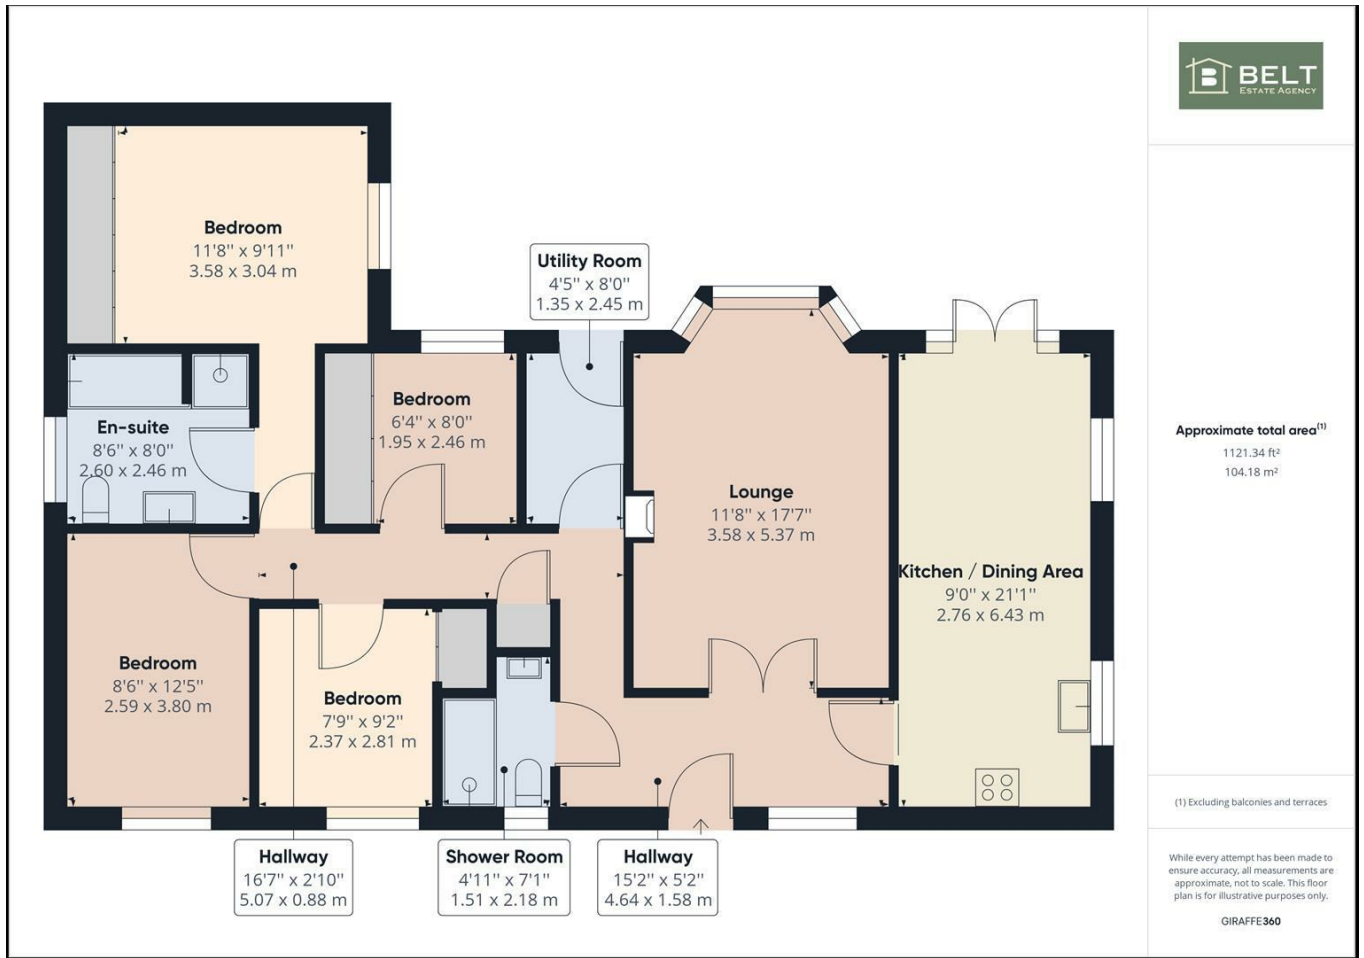 BELT
ESTATE AGENCY
Bedroom
11'8" x 9'11"
3.58 x 3.04 m
Utility Room
4'5" x 8'0"
1.35 x 2.45 m
Bedroom
6'4" x 8'0"
1.95 x 2.46 m
En-suite
8'6" x 8'0"
2.60 x 2.46 m
Lounge
11'8" x 17'7"
3.58 x 5.37 m
Kitchen / Dining Area
9'0" x 21'1"
2.76 x 6.43 m
Bedroom
8'6" x 12'5"
2.59 x 3.80 m
Bedroom
7'9" x 9'2"
2.37 x 2.81 m
Hallway
16'7" x 2'10"
5.07 x 0.88 m
Shower Room
4'11" x 7'1"
1.51 x 2.18 m
Hallway
15'2" x 5'2"
4.64 x 1.58 m
Approximate total area(1)
1121.34 ft²
104.18 m²
(1) Excluding balconies and terraces
While every attempt has been made to
ensure accuracy, all measurements are
approximate, not to scale. This floor
plan is for illustrative purposes only.
GIRAFFE360